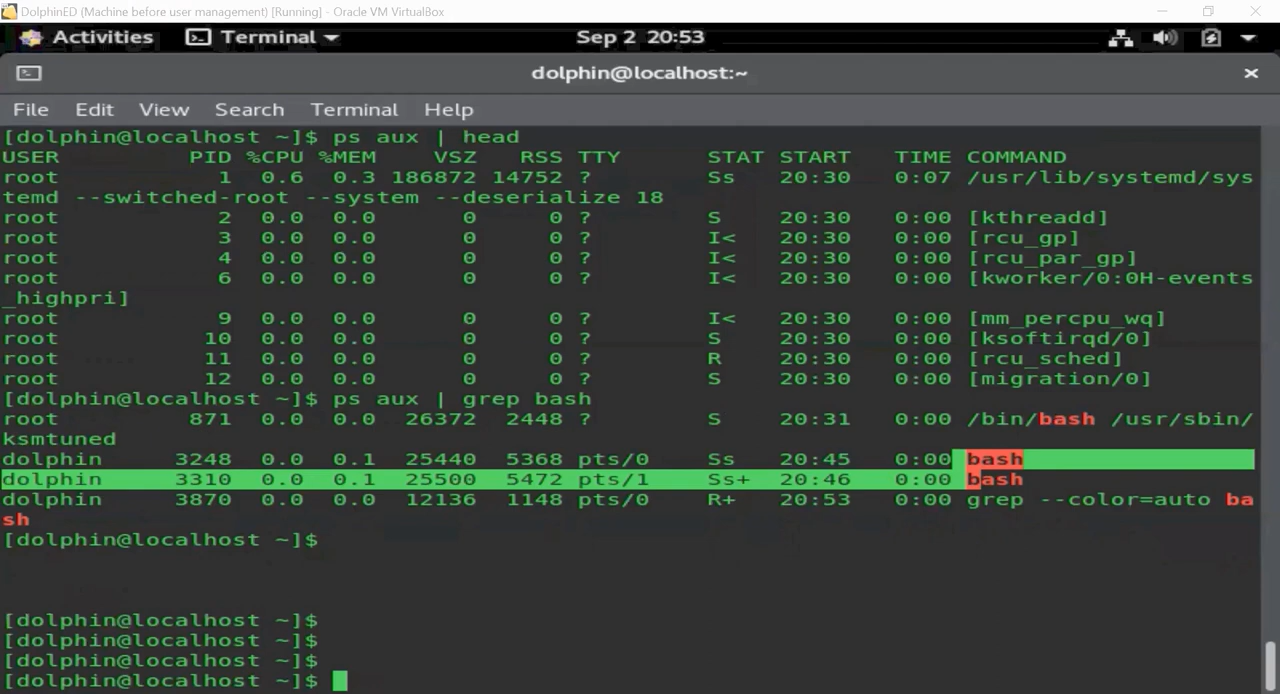 DolphinED (Machine before user management) [Running] - Oracle VM VirtualBox
Activities Terminal Sep 2 20:53
dolphin@localhost:~
File Edit View Search Terminal Help
[dolphin@localhost ~]$ ps aux | head
USER PID %CPU %MEM VSZ RSS TTY STAT START TIME COMMAND
root 1 0.6 0.3 186872 14752 ? Ss 20:30 0:07 /usr/lib/systemd/sys
temd --switched-root --system --deserialize 18
root 2 0.0 0.0 0 0 ? S 20:30 0:00 [kthreadd]
root 3 0.0 0.0 0 0 ? I< 20:30 0:00 [rcu_gp]
root 4 0.0 0.0 0 0 ? I< 20:30 0:00 [rcu_par_gp]
root 6 0.0 0.0 0 0 ? I< 20:30 0:00 [kworker/0:0H-events
_highpri]
root 9 0.0 0.0 0 0 ? I< 20:30 0:00 [mm_percpu_wq]
root 10 0.0 0.0 0 0 ? S 20:30 0:00 [ksoftirqd/0]
root 11 0.0 0.0 0 0 ? R 20:30 0:00 [rcu_sched]
root 12 0.0 0.0 0 0 ? S 20:30 0:00 [migration/0]
[dolphin@localhost ~]$ ps aux | grep bash
root 871 0.0 0.0 26372 2448 ? S 20:31 0:00 /bin/bash /usr/sbin/
ksmtuned
dolphin 3248 0.0 0.1 25440 5368 pts/0 Ss 20:45 0:00 bash
dolphin 3310 0.0 0.1 25500 5472 pts/1 Ss+ 20:46 0:00 bash
dolphin 3870 0.0 0.0 12136 1148 pts/0 R+ 20:53 0:00 grep --color=auto ba
sh
[dolphin@localhost ~]$
[dolphin@localhost ~]$
[dolphin@localhost ~]$
[dolphin@localhost ~]$
[dolphin@localhost ~]$